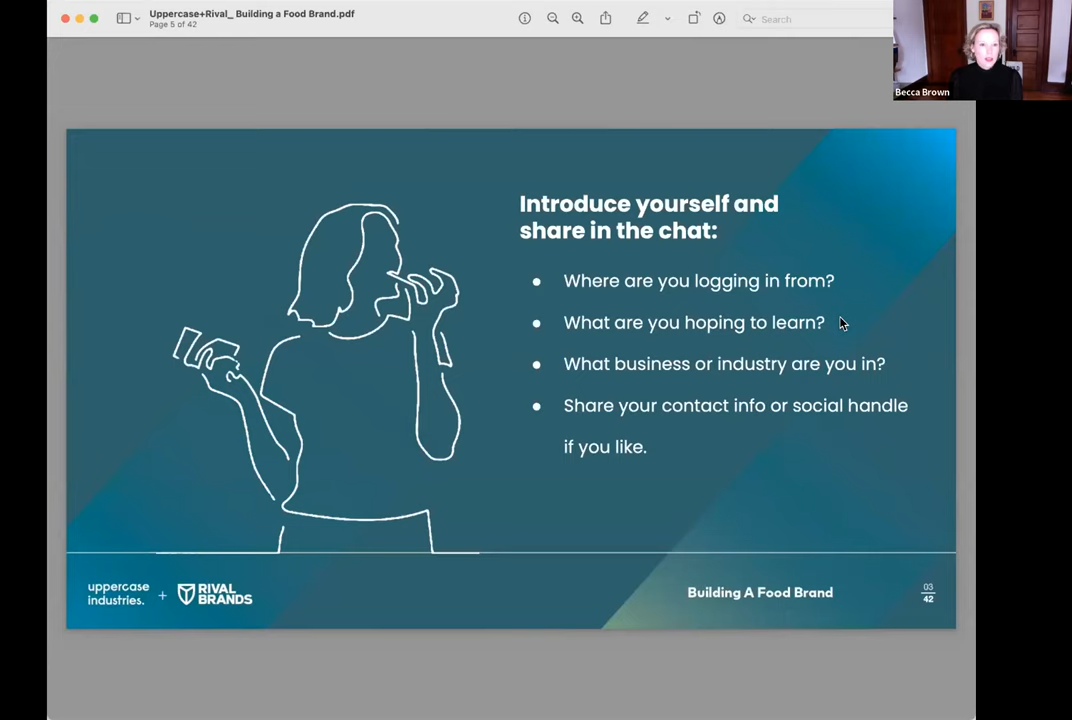 Uppercase+Rival_ Building a Food Brand.pdf
Page 5 of 42
Search
Becca Brown
Introduce yourself and
share in the chat:
● Where are you logging in from?
● What are you hoping to learn?
● What business or industry are you in?
● Share your contact info or social handle
if you like.
uppercase
industries.
+
RIVAL
BRANDS
Building A Food Brand
03
42